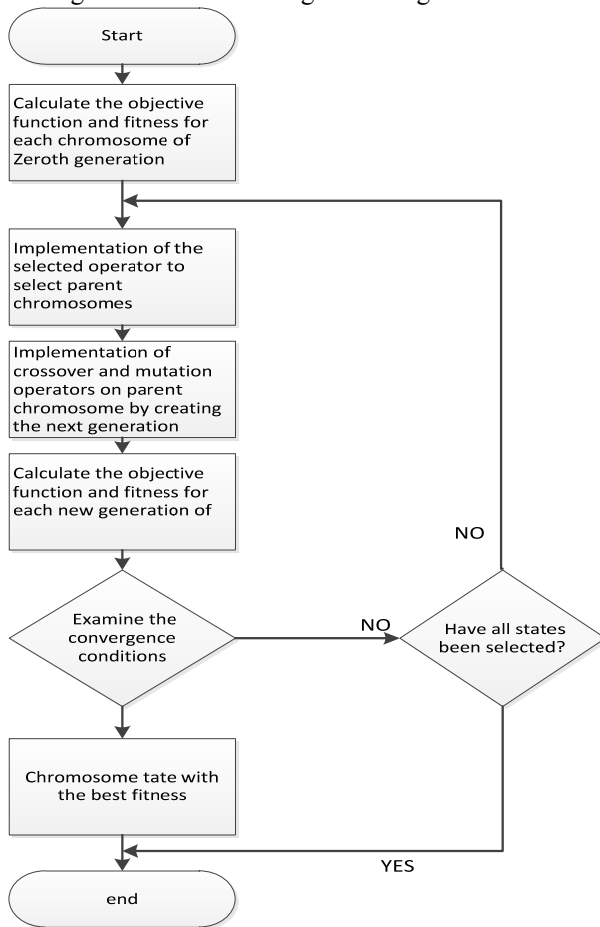 Start
Calculate the objective
function and fitness for
each chromosome of
Zeroth generation
Implementation of the
selected operator to
select parent
chromosomes
Implementation of
crossover and mutation
operators on parent
chromosome by creating
the next generation
Calculate the objective
function and fitness for
each new generation of
NO
Examine the
convergence
conditions
NO
Have all states
been selected?
Chromosome tate with
the best fitness
YES
end